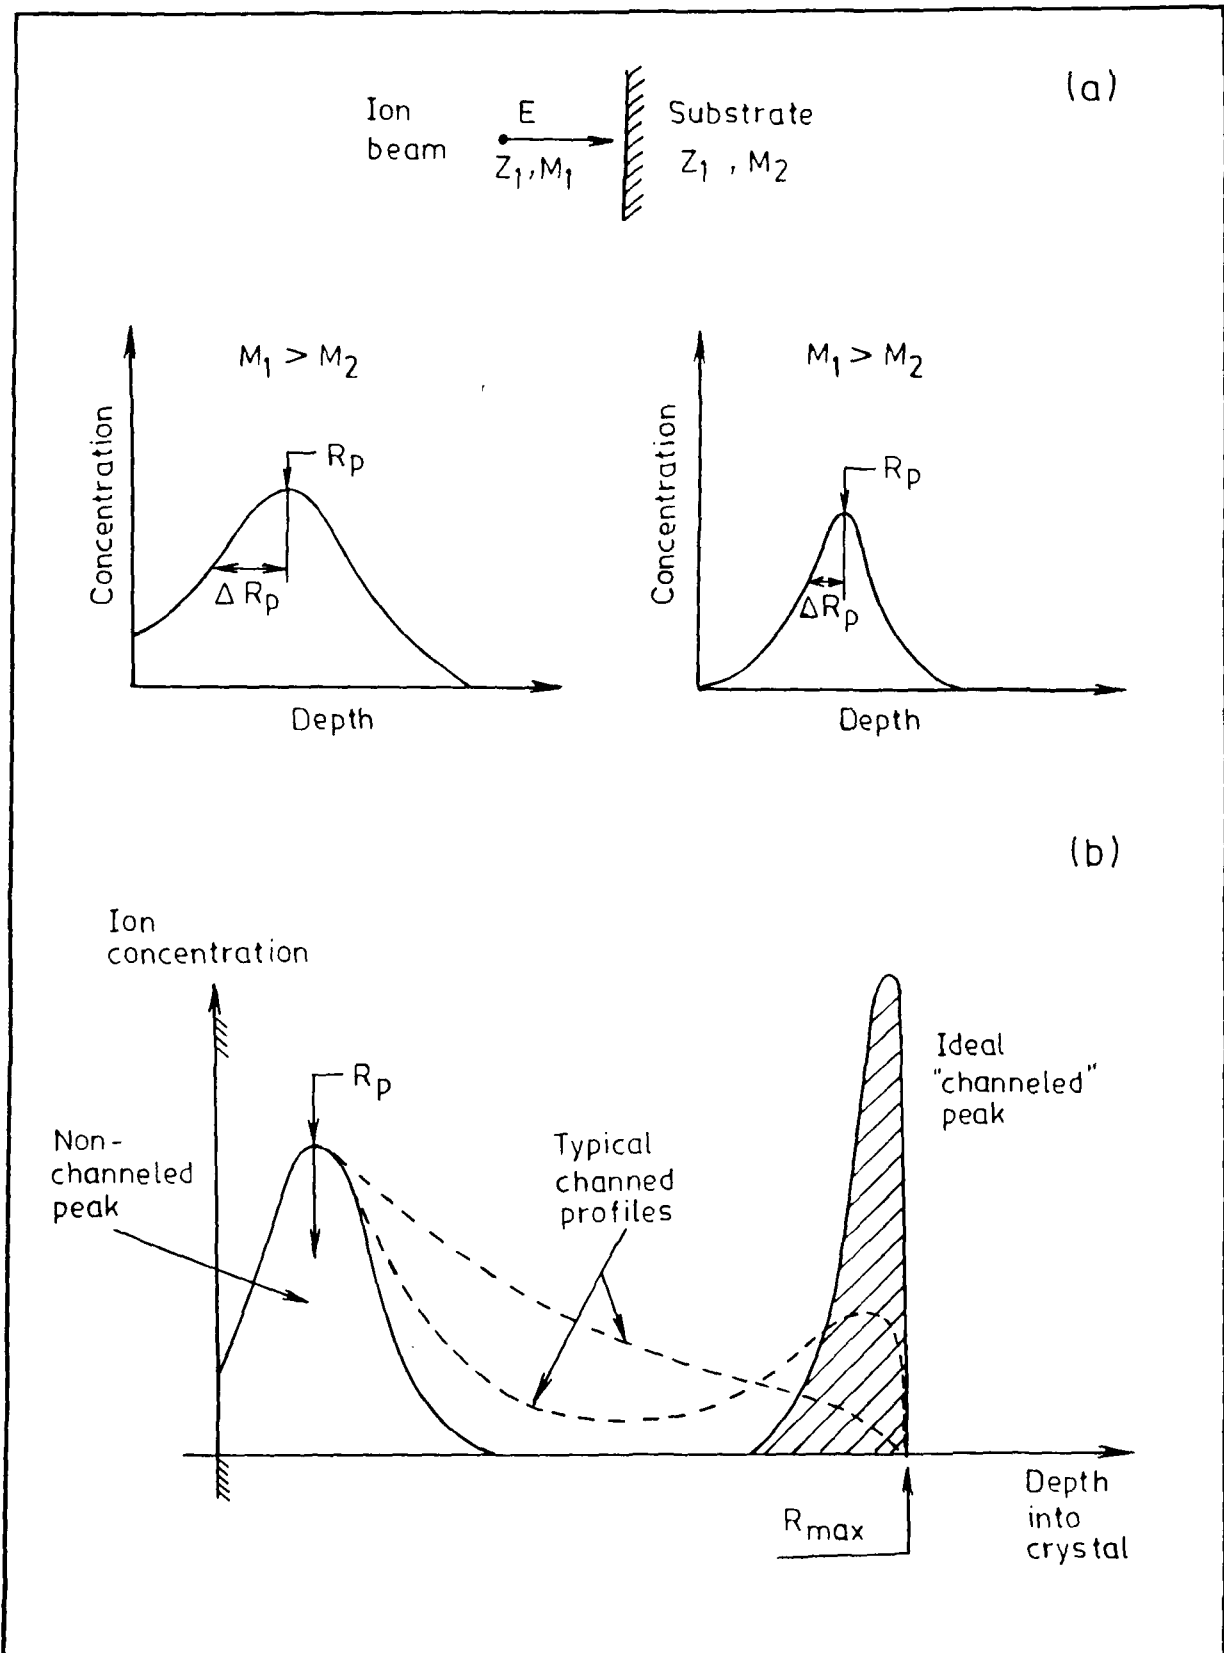 (a)
Ion
beam
E
Z₁, M₁
Substrate
Z₁ , M₂
M₁ > M₂
Rp
ΔRp
Concentration
Depth
M₁ > M₂
Rp
ΔRp
Concentration
Depth
(b)
Ion
concentration
Rp
Non-
channeled
peak
Typical
channed
profiles
Ideal
"channeled"
peak
Rmax
Depth
into
crystal